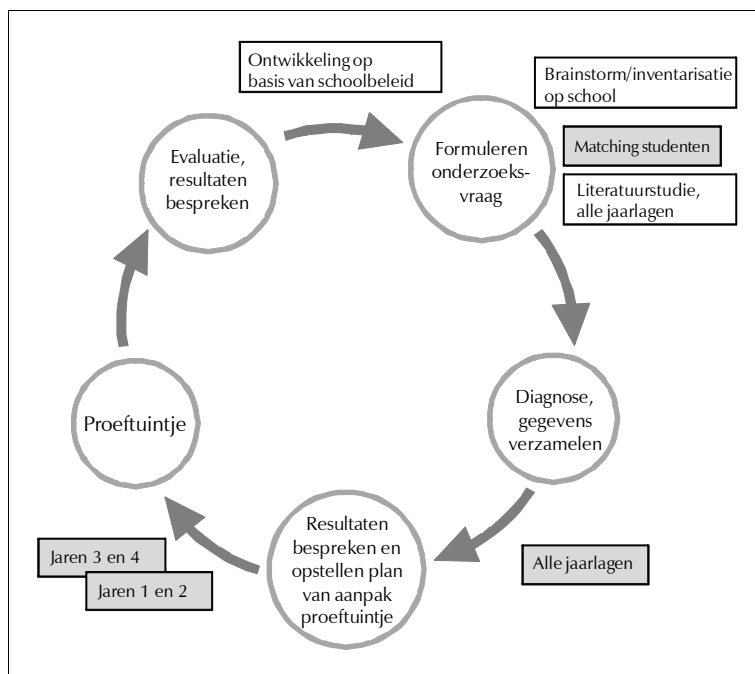 Ontwikkeling op
basis van schoolbeleid
Brainstorm/inventarisatie
op school
Matching studenten
Literatuurstudie,
alle jaarlagen
Formuleren
onderzoeks-
vraag
Evaluatie,
resultaten
bespreken
Diagnose,
gegevens
verzamelen
Alle jaarlagen
Resultaten
bespreken en
opstellen plan
van aanpak
proeftuintje
Jaren 3 en 4
Jaren 1 en 2
Proeftuintje